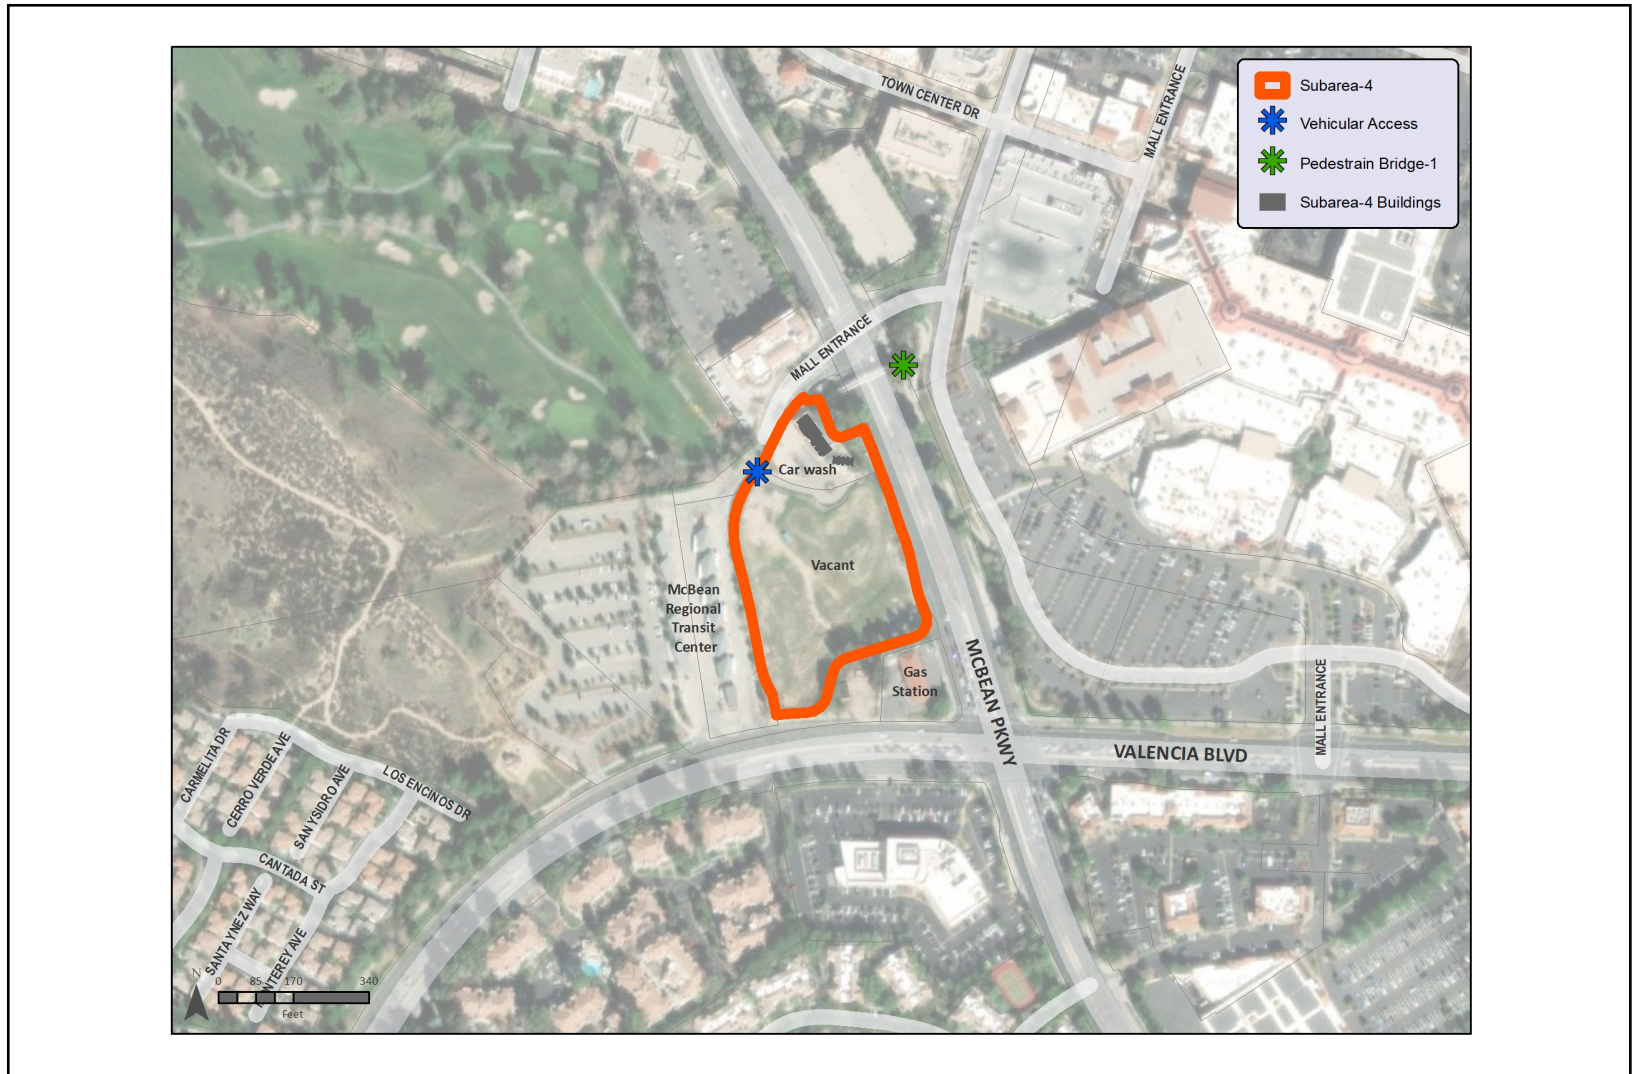 TOWN CENTER DR
MALL ENTRANCE
Subarea-4
Vehicular Access
Pedestrain Bridge-1
Subarea-4 Buildings
MALL ENTRANCE
Car wash
Vacant
McBean
Regional
Transit
Center
Gas
Station
MCBEAN PKWY
VALENCIA BLVD
MALL ENTRANCE
CARMELITA DR
CERRO VERDE AVE
SAN YSIDRO AVE
LOS ENCINOS DR
CANTADA ST
SANTA YNEZ WAY
MONTEREY AVE
N
0 85 170 340
Feet